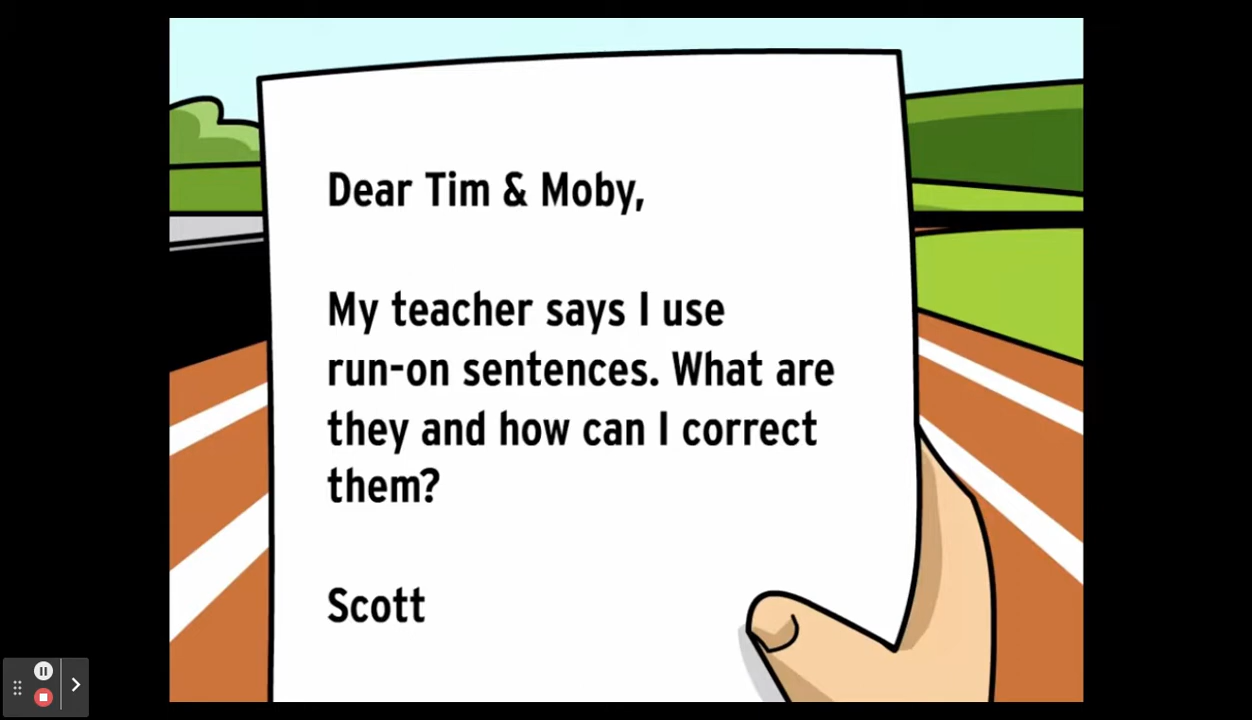 Dear Tim & Moby,
My teacher says I use
run-on sentences. What are
they and how can I correct
them?
Scott